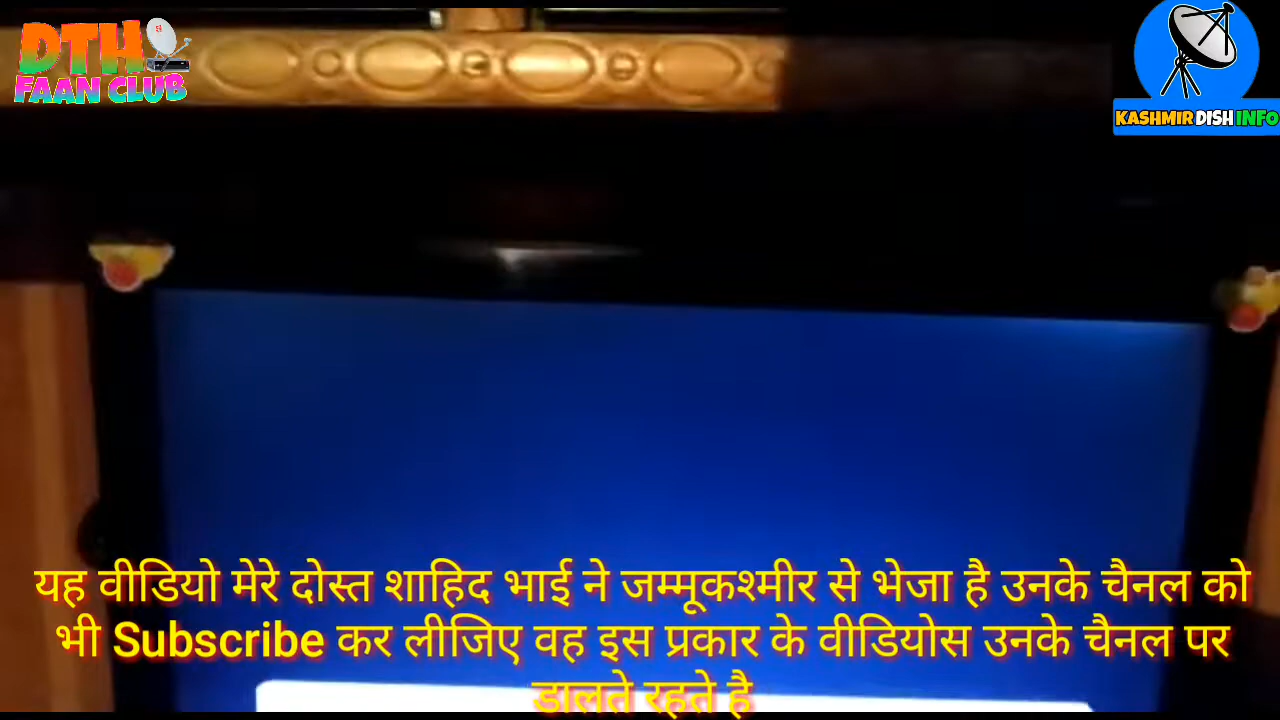 DTH
FAAN CLUB
KASHMIR DISH INFO
यह वीडियो मेरे दोस्त शाहिद भाई ने जम्मूकश्मीर से भेजा है उनके चैनल को
भी Subscribe कर लीजिए वह इस प्रकार के वीडियोस उनके चैनल पर
डालते रहते है